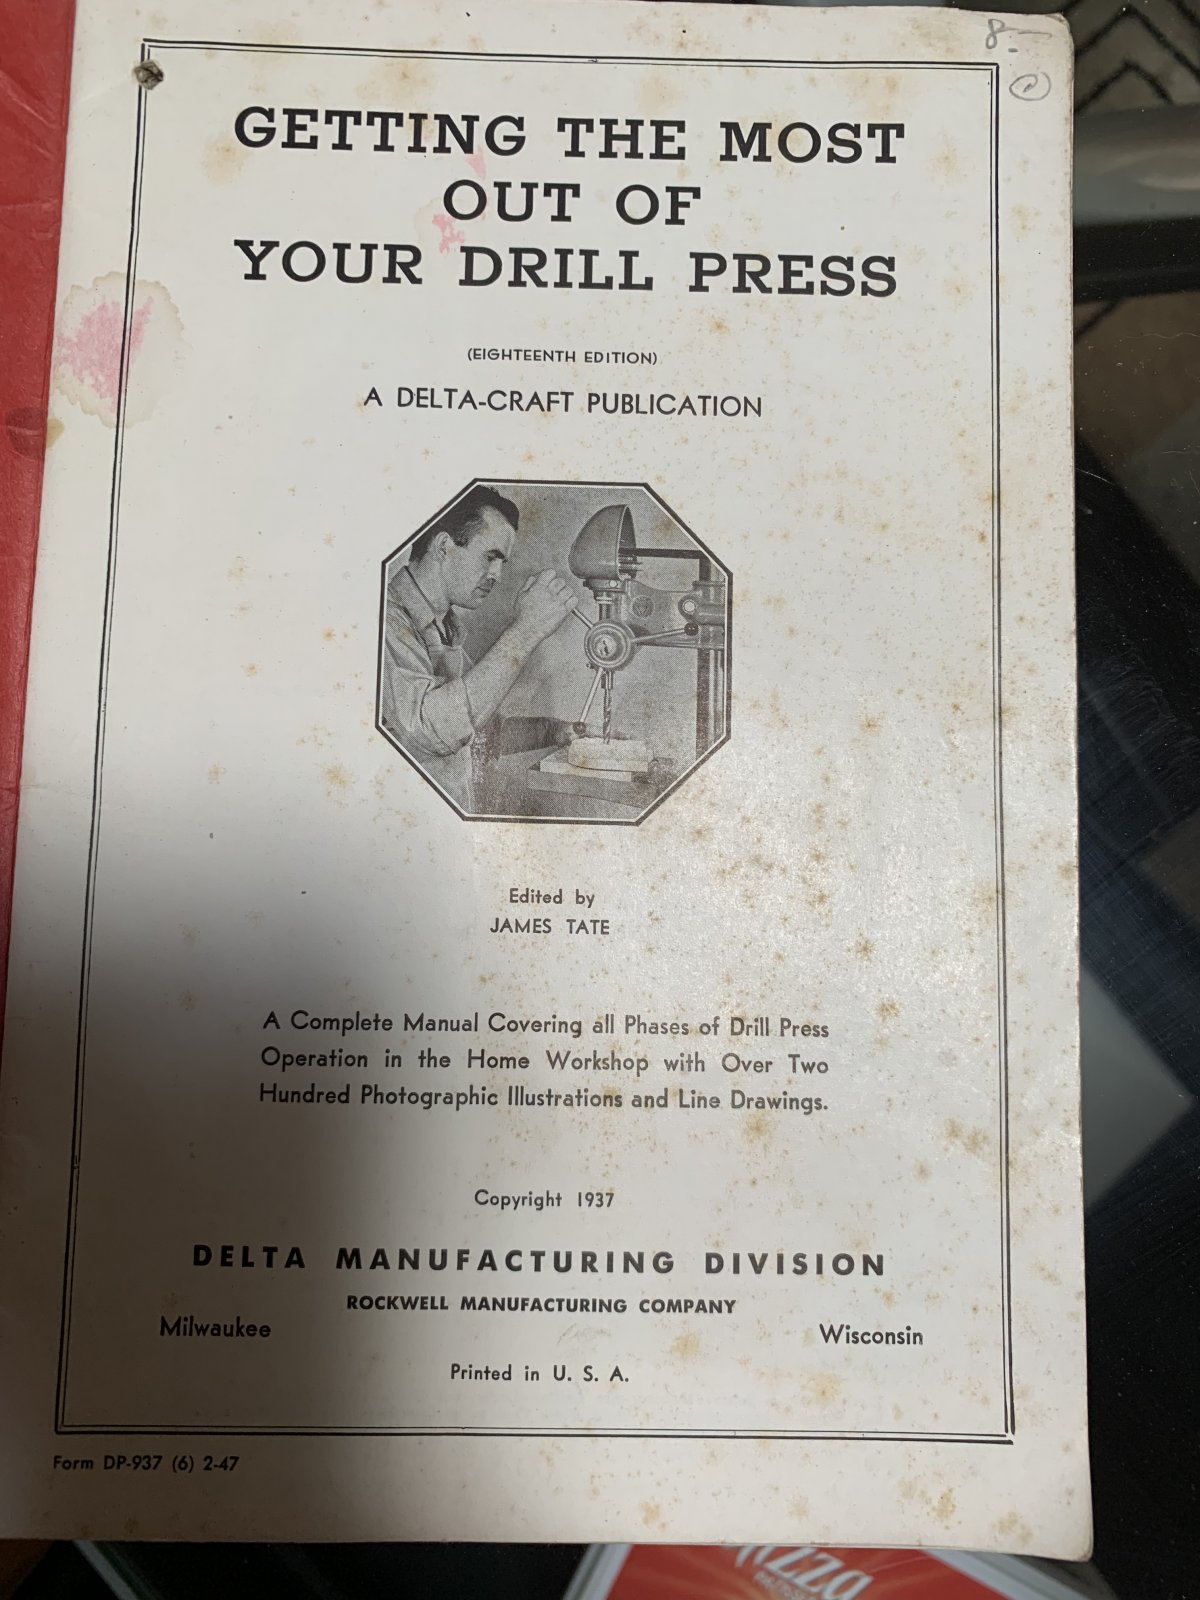 8.-
GETTING THE MOST
OUT OF
YOUR DRILL PRESS
(EIGHTEENTH EDITION)
A DELTA-CRAFT PUBLICATION
Edited by
JAMES TATE
A Complete Manual Covering all Phases of Drill Press
Operation in the Home Workshop with Over Two
Hundred Photographic Illustrations and Line Drawings.
Copyright 1937
DELTA MANUFACTURING DIVISION
ROCKWELL MANUFACTURING COMPANY
Milwaukee Wisconsin
Printed in U. S. A.
Form DP-937 (6) 2-47